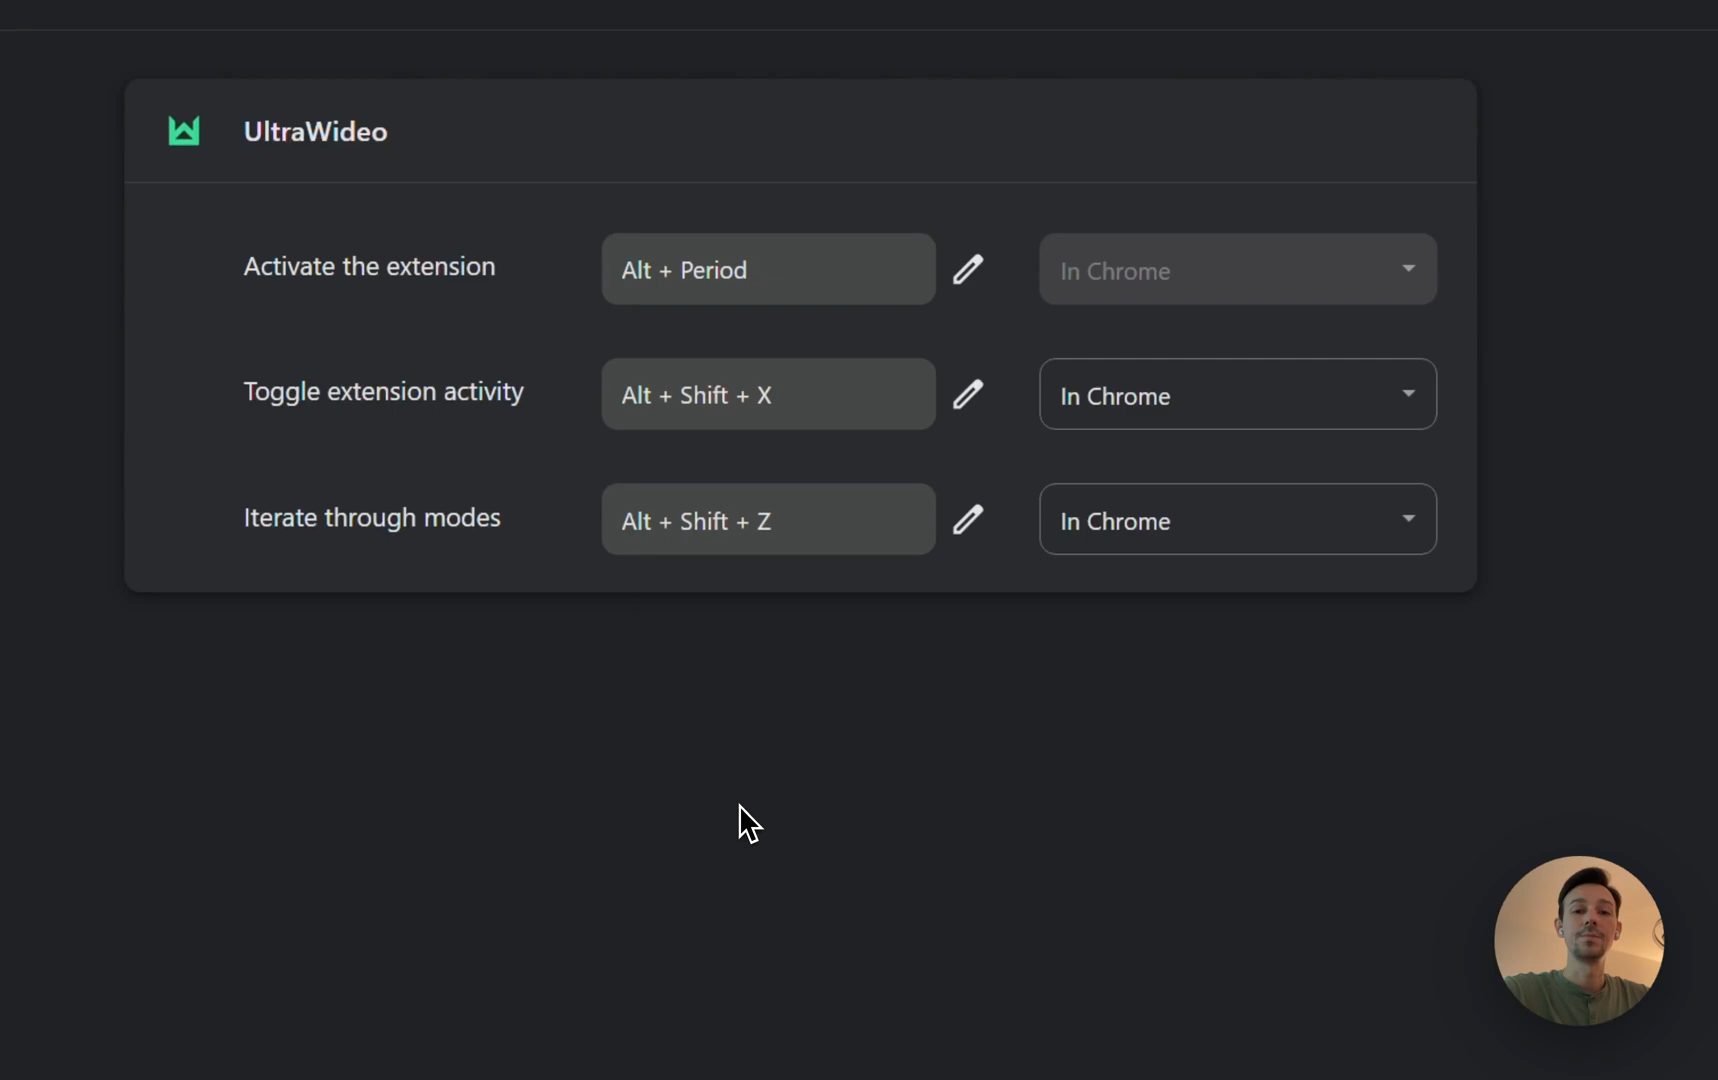 UltraWideo
Activate the extension
Alt + Period
In Chrome
Toggle extension activity
Alt + Shift + X
In Chrome
Iterate through modes
Alt + Shift + Z
In Chrome